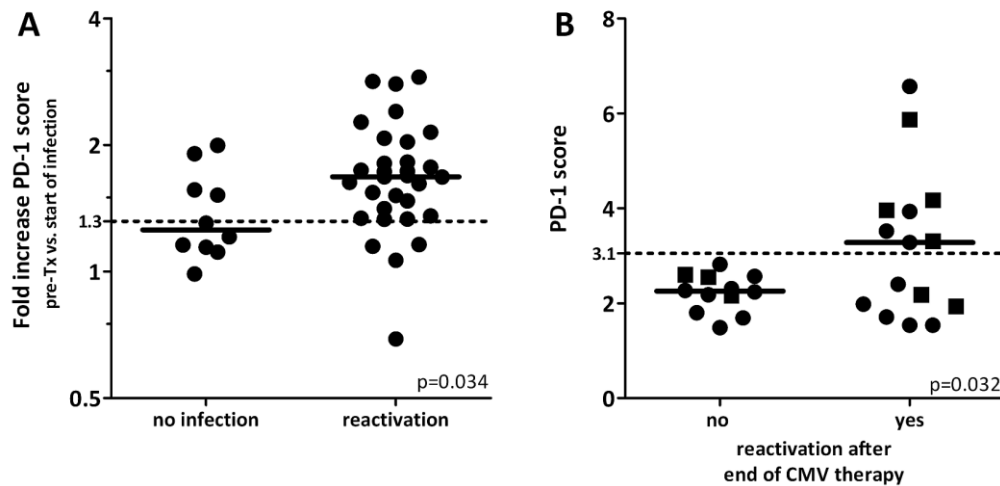 A
Fold increase PD-1 score
pre-Tx vs. start of infection
4
2
1.3
1
0.5
p=0.034
no infection
reactivation
B
PD-1 score
8
6
4
3.1
2
0
p=0.032
no
yes
reactivation after
end of CMV therapy